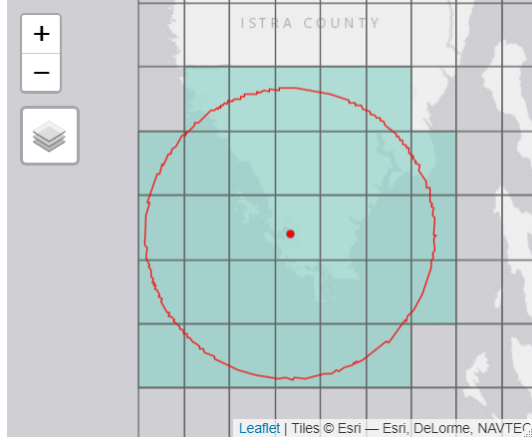 +
ISTRA COUNTY
−
Leaflet | Tiles © Esri — Esri, DeLorme, NAVTEQ